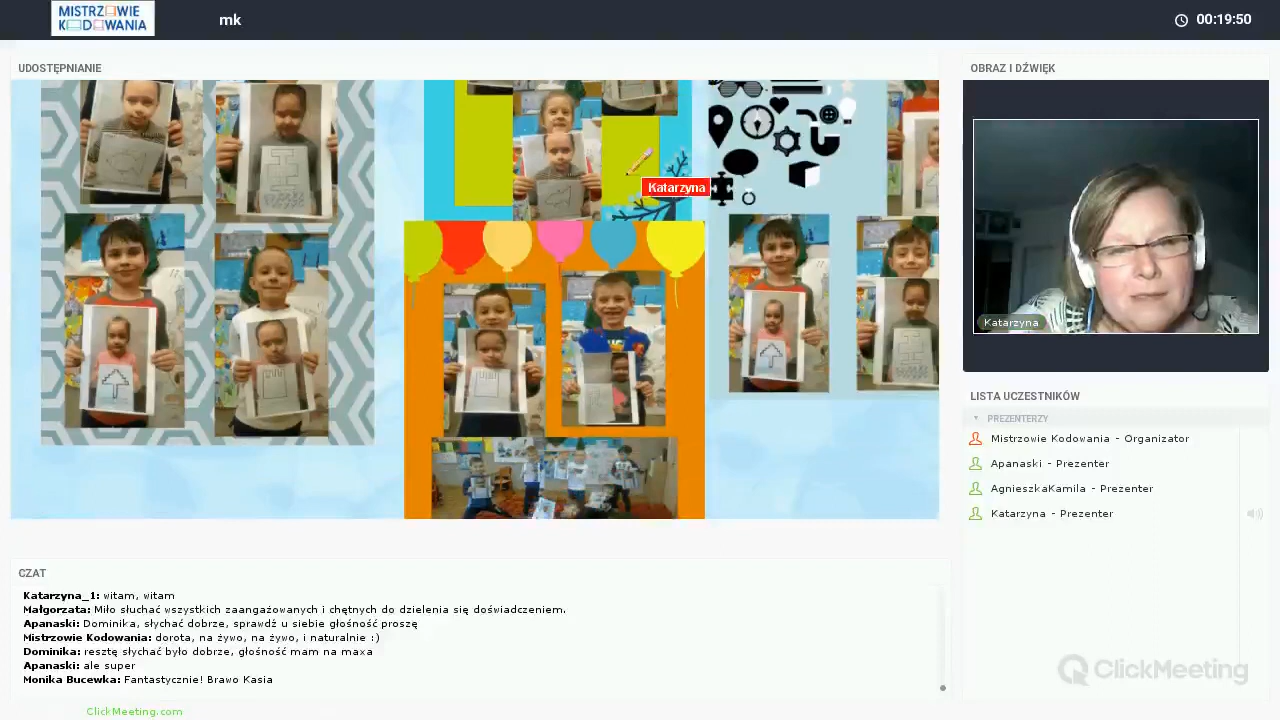 MISTRZOWIE
KODOWANIA
mk
00:19:50
UDOSTĘPNIANIE
Katarzyna
OBRAZ I DŹWIĘK
Katarzyna
LISTA UCZESTNIKÓW
PREZENTERZY
Mistrzowie Kodowania - Organizator
Apanaski - Prezenter
AgnieszkaKamila - Prezenter
Katarzyna - Prezenter
CZAT
Katarzyna_1: witam, witam
Małgorzata: Miło słuchać wszystkich zaangażowanych i chętnych do dzielenia się doświadczeniem.
Apanaski: Dominika, słychać dobrze, sprawdź u siebie głośność proszę
Mistrzowie Kodowania: dorota, na żywo, na żywo, i naturalnie :)
Dominika: resztę słychać było dobrze, głośność mam na maxa
Apanaski: ale super
Monika Bucewka: Fantastycznie! Brawo Kasia
ClickMeeting
ClickMeeting.com